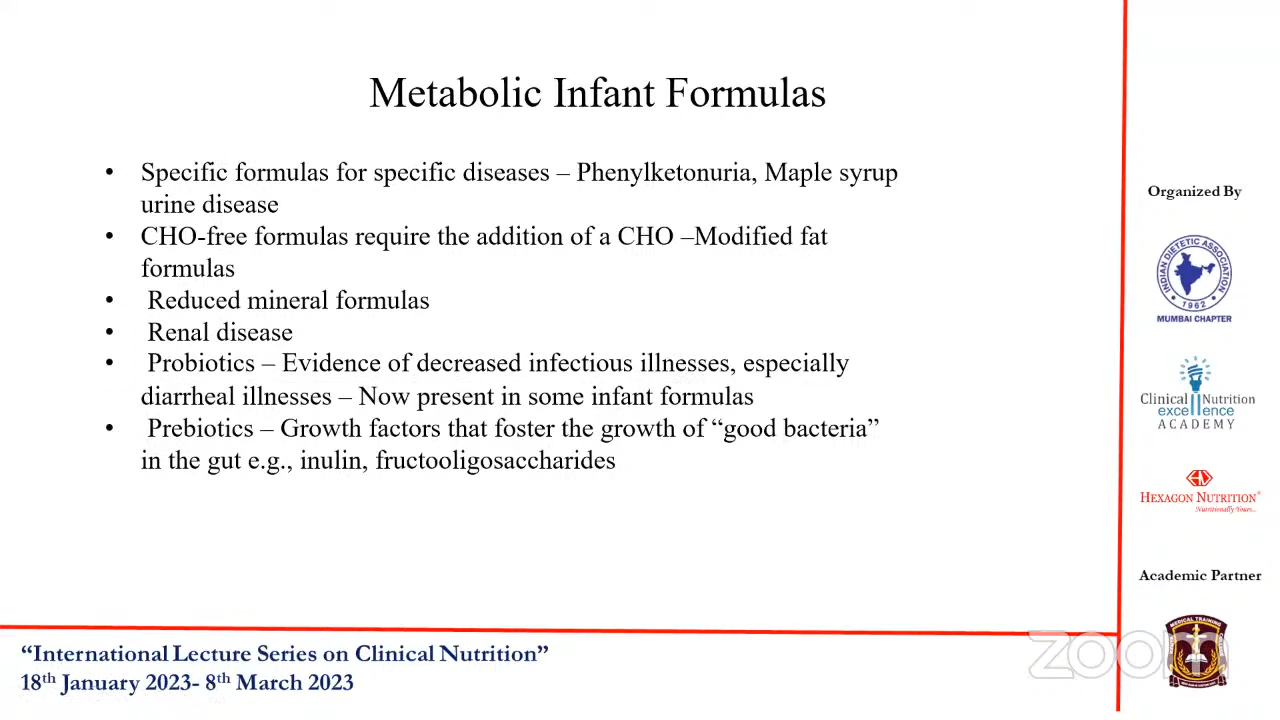 Metabolic Infant Formulas
• Specific formulas for specific diseases – Phenylketonuria, Maple syrup
urine disease
• CHO-free formulas require the addition of a CHO –Modified fat
formulas
• Reduced mineral formulas
• Renal disease
• Probiotics – Evidence of decreased infectious illnesses, especially
diarrheal illnesses – Now present in some infant formulas
• Prebiotics – Growth factors that foster the growth of “good bacteria”
in the gut e.g., inulin, fructooligosaccharides
Organized By
INDIAN DIETETIC ASSOCIATION
• 1962 •
MUMBAI CHAPTER
Clinical Nutrition
excellence
ACADEMY
HEXAGON NUTRITION®
Nutritionally Yours...
Academic Partner
MEDICAL TRAINING
zoom
“International Lecture Series on Clinical Nutrition”
18th January 2023- 8th March 2023